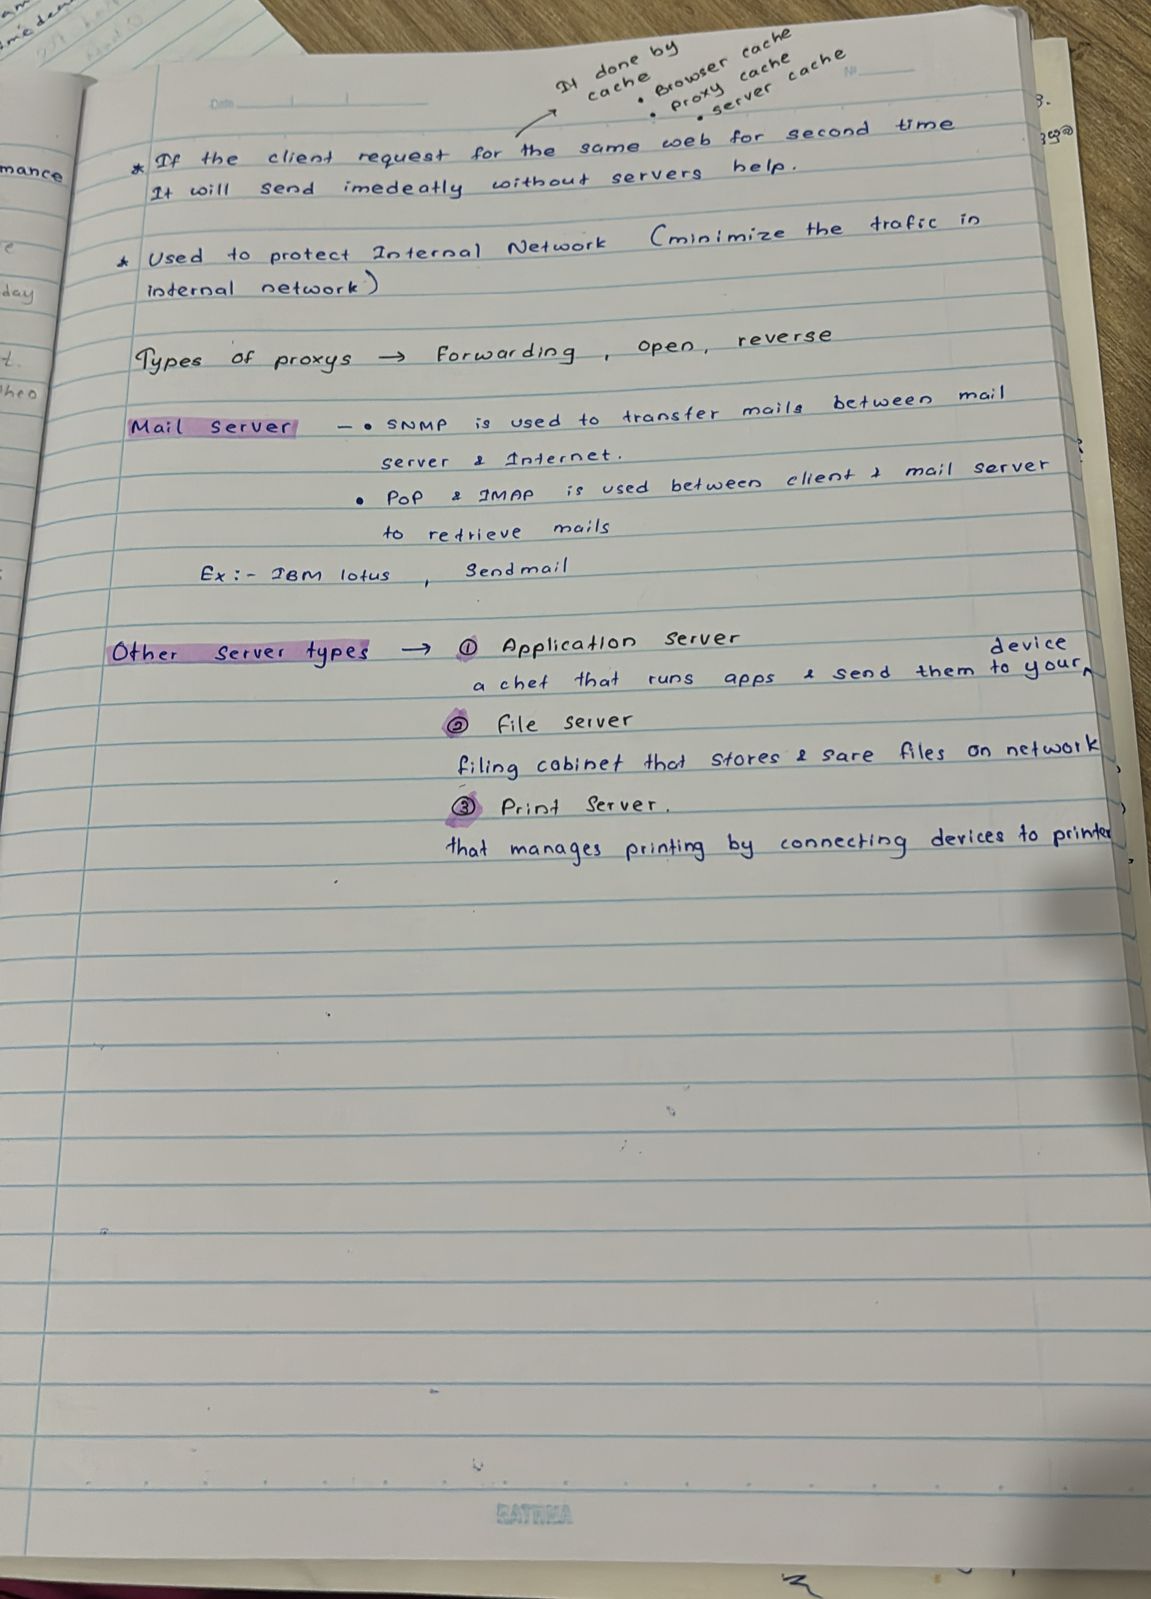 It done by
cache
• Browser cache
• proxy cache
• server cache
Date
No
* If the client request for the same web for second time
It will send imedeatly without servers help.
* Used to protect Internal Network (minimize the trafic in
internal network)
Types of proxys → Forwarding , open, reverse
Mail server – • SNMP is used to transfer mails between mail
server & Internet.
• POP & IMAP is used between client & mail server
to retrieve mails
Ex:- IBM lotus , Sendmail
Other server types → ① Application server
a chef that runs apps & send them to your device
② file server
filing cabinet that stores & sare files on network
③ Print Server.
that manages printing by connecting devices to printer
RATHNA
mance
e
day
t.